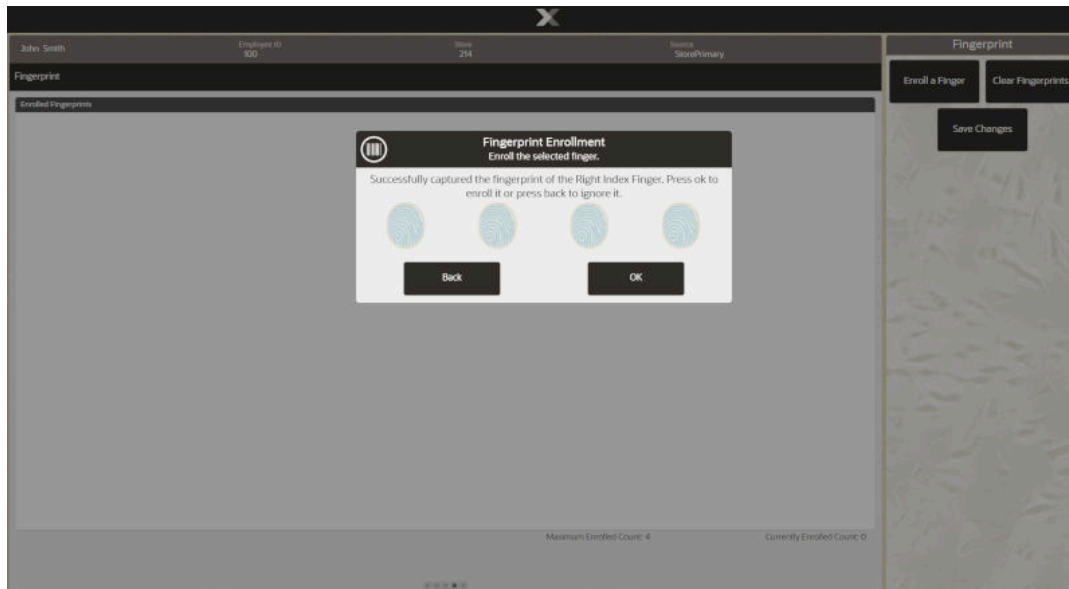 John Smith
Employee ID
100
Store
214
Source
StorePrimary
Fingerprint
Enrolled Fingerprints
Fingerprint Enrollment
Enroll the selected finger.
Successfully captured the fingerprint of the Right Index Finger. Press ok to
enroll it or press back to ignore it.
Back
OK
Maximum Enrolled Count: 4
Currently Enrolled Count: 0
Fingerprint
Enroll a Finger
Clear Fingerprints
Save Changes